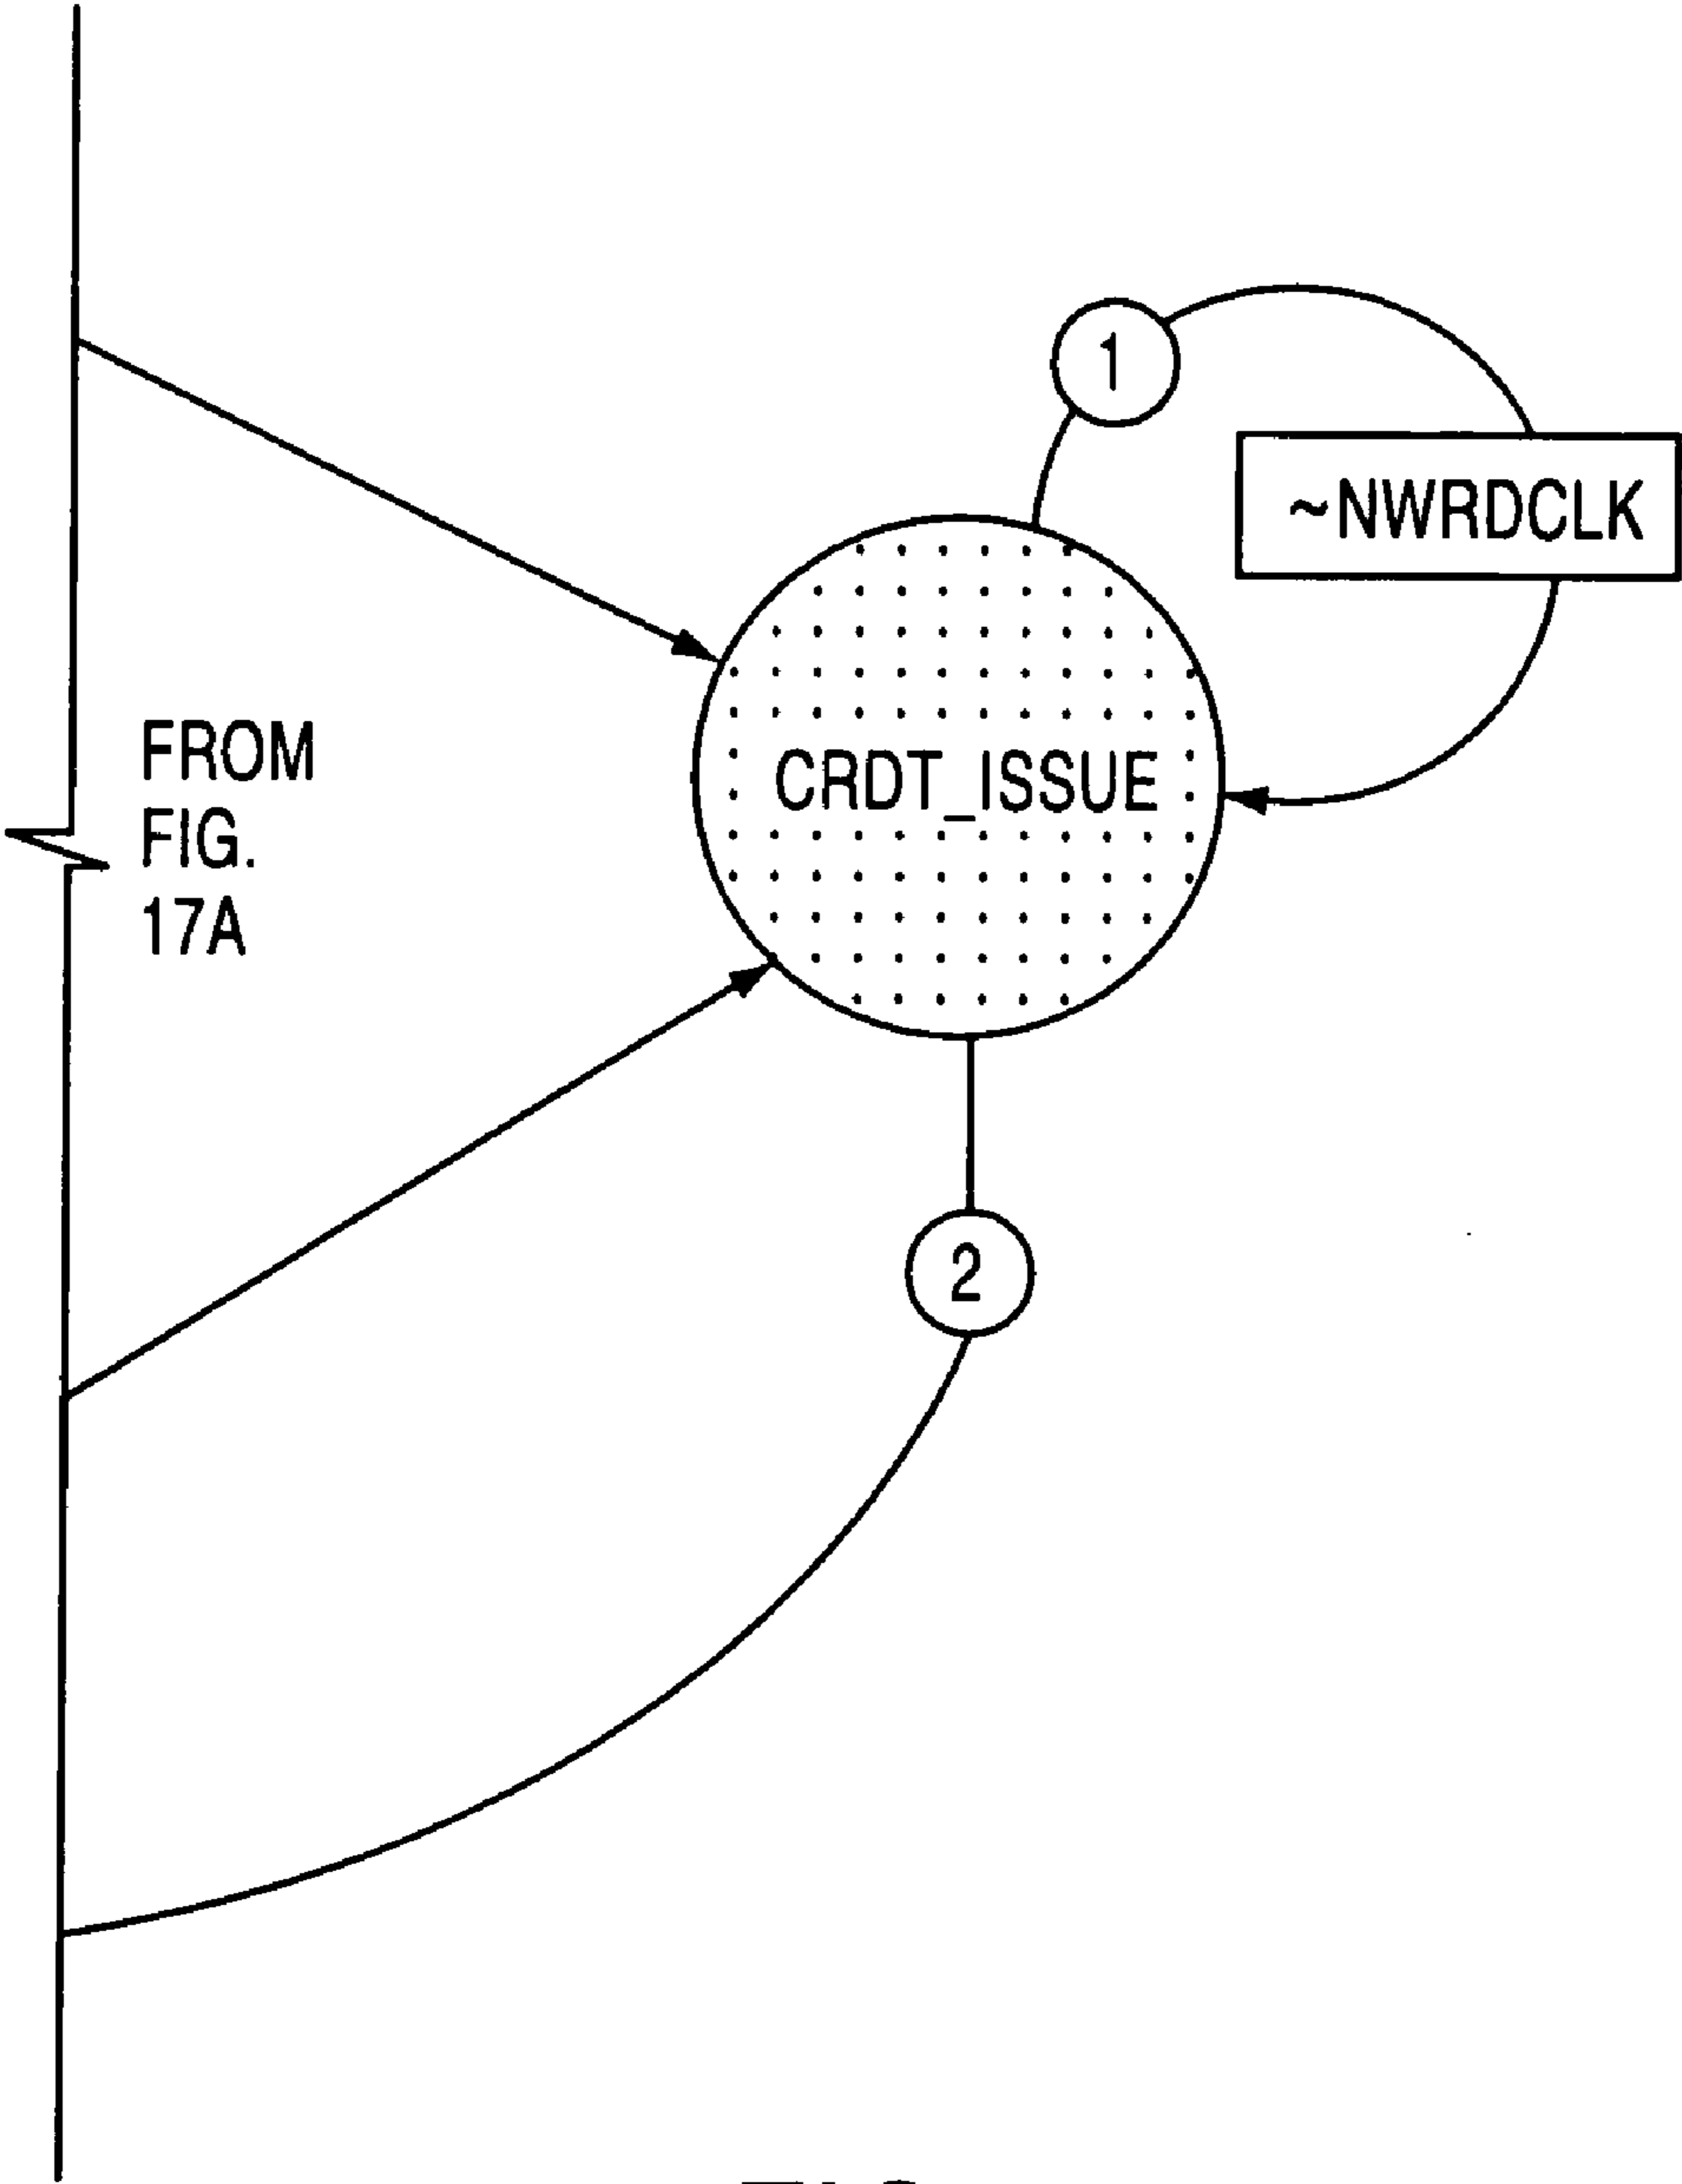 1
~NWRDCLK
FROM
FIG.
17A
CRDT_ISSUE
2